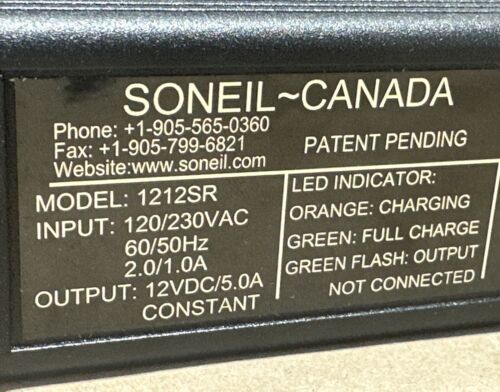 SONEIL~CANADA
Phone: +1-905-565-0360
Fax: +1-905-799-6821
Website:www.soneil.com
PATENT PENDING
MODEL: 1212SR
INPUT: 120/230VAC
60/50Hz
2.0/1.0A
OUTPUT: 12VDC/5.0A
CONSTANT
LED INDICATOR:
ORANGE: CHARGING
GREEN: FULL CHARGE
GREEN FLASH: OUTPUT
NOT CONNECTED